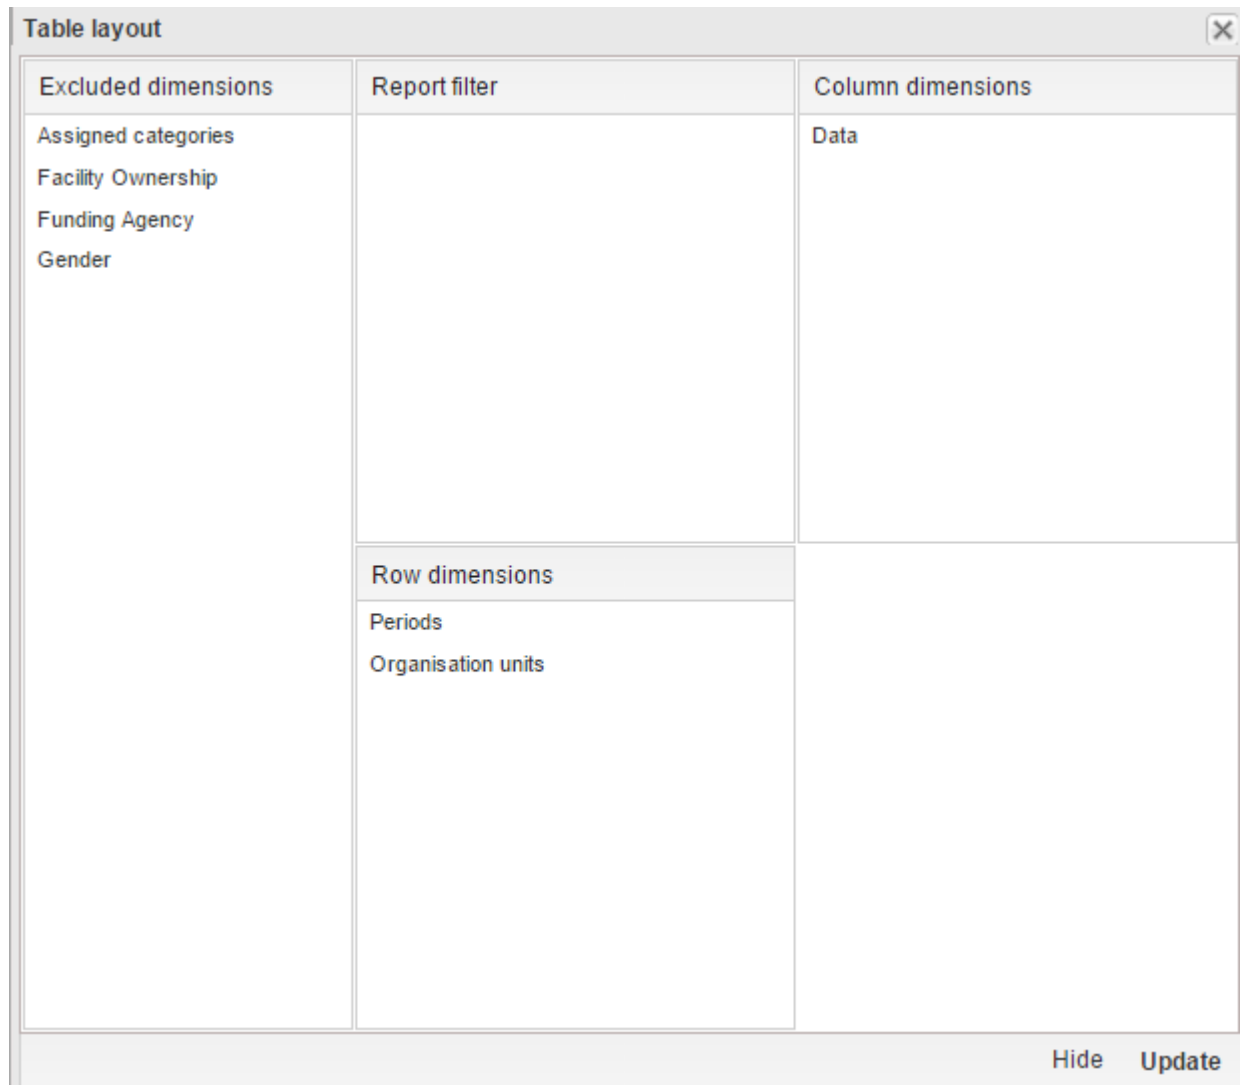 Table layout
Excluded dimensions
Assigned categories
Facility Ownership
Funding Agency
Gender
Report filter
Column dimensions
Data
Row dimensions
Periods
Organisation units
Hide
Update